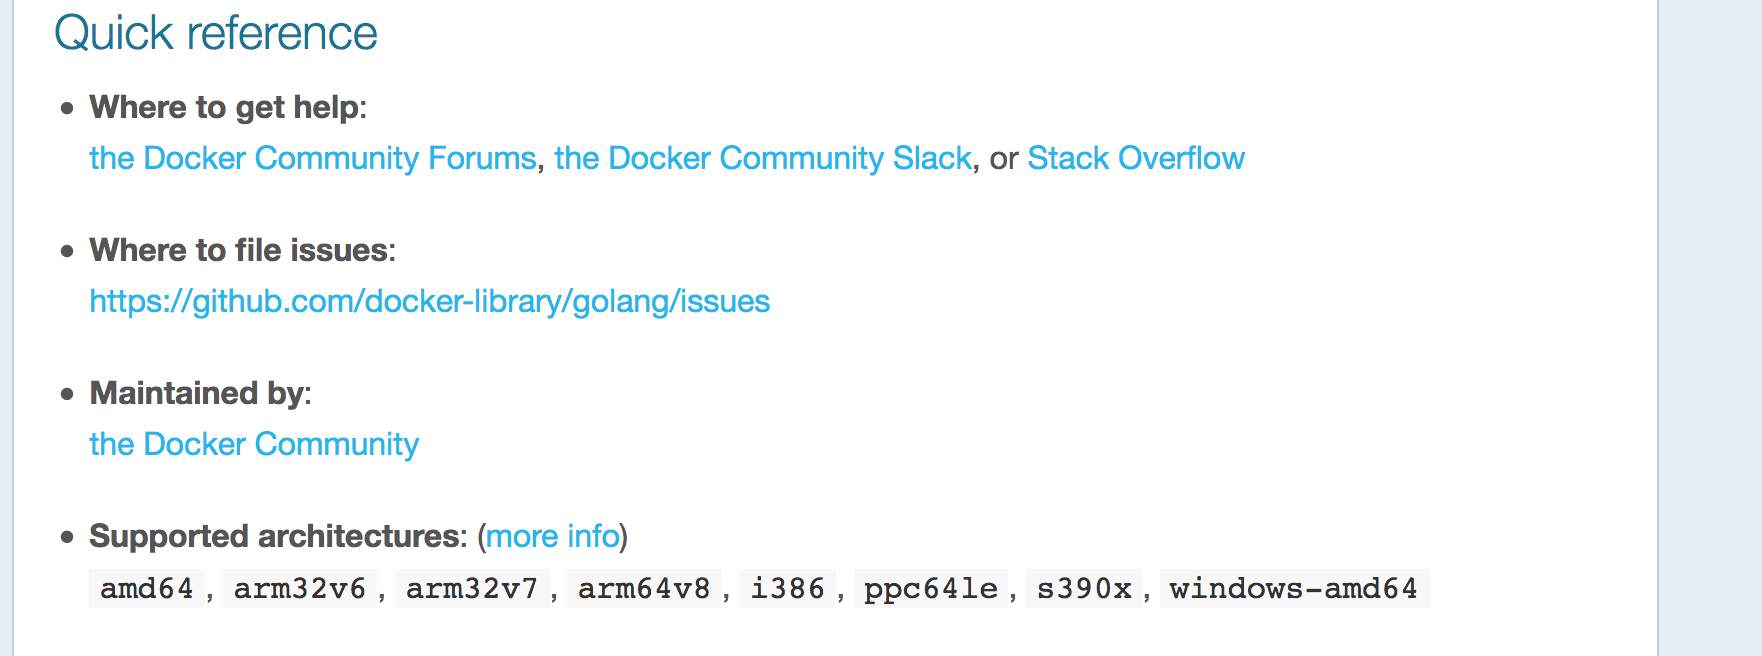 Quick reference
• Where to get help:
the Docker Community Forums, the Docker Community Slack, or Stack Overflow
• Where to file issues:
https://github.com/docker-library/golang/issues
• Maintained by:
the Docker Community
• Supported architectures: (more info)
amd64 , arm32v6 , arm32v7 , arm64v8 , i386 , ppc64le , s390x , windows-amd64